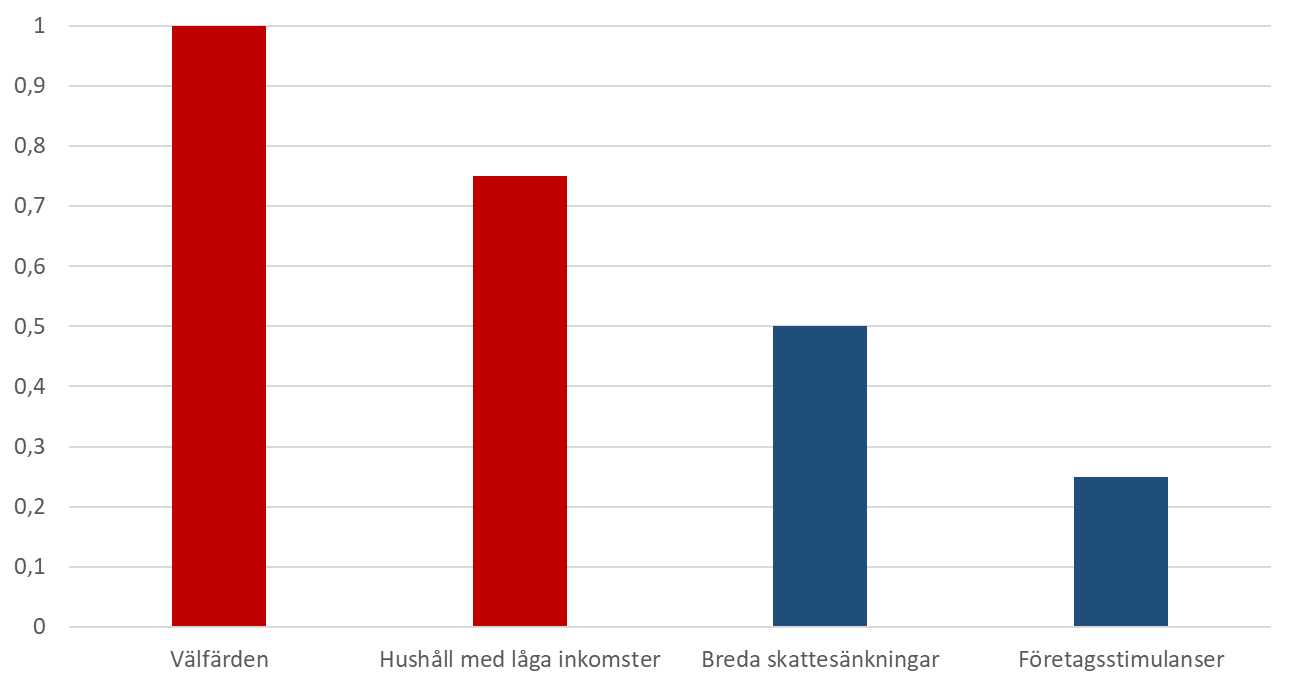 1
0,9
0,8
0,7
0,6
0,5
0,4
0,3
0,2
0,1
0
Välfärden
Hushåll med låga inkomster
Breda skattesänkningar
Företagsstimulanser